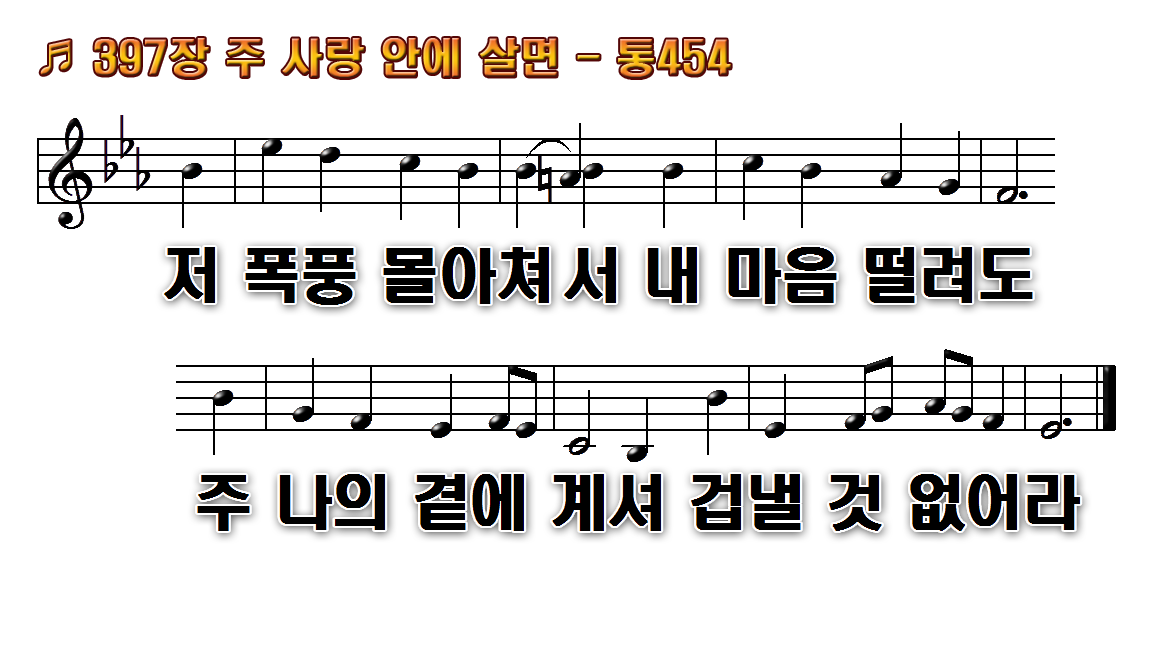 397장 주 사랑 안에 살면 - 통454
저 폭풍 몰아쳐서 내 마음 떨려도
주 나의 곁에 계셔 겁낼 것 없어라